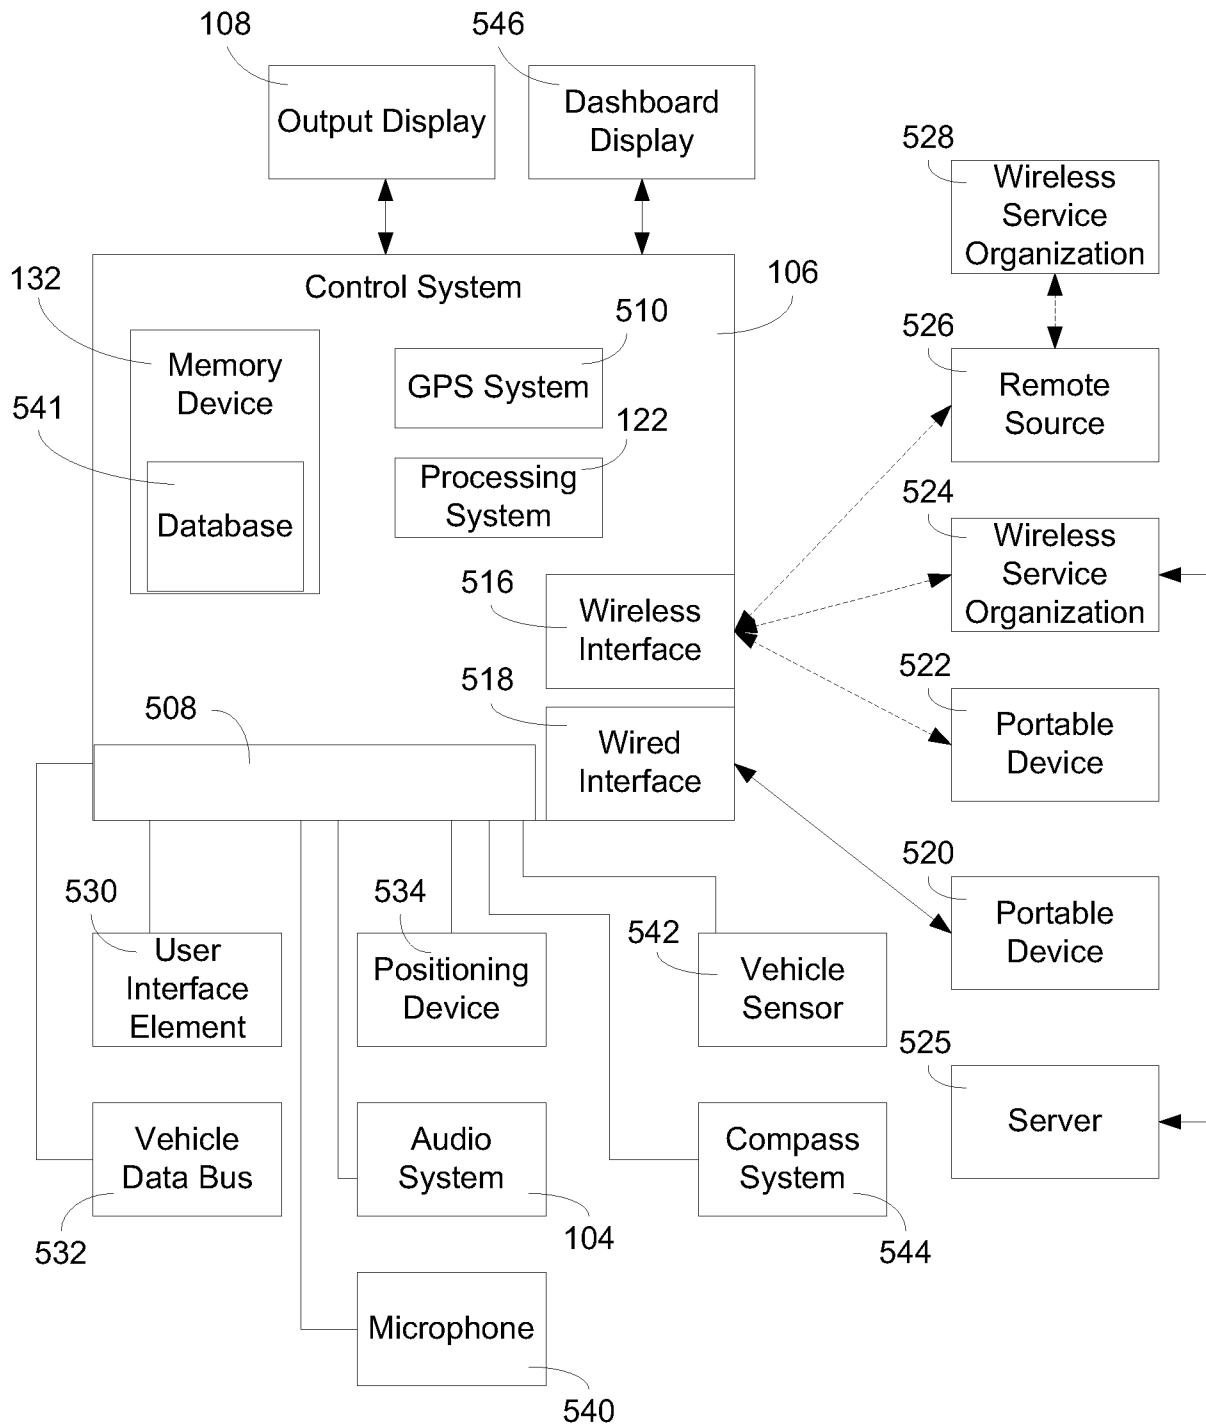 108
546
Output Display
Dashboard
Display
528
Wireless
Service
Organization
132
Control System
106
510
526
Memory
Device
GPS System
Remote
Source
541
122
Database
Processing
System
524
Wireless
Service
Organization
516
Wireless
Interface
518
522
Wired
Interface
Portable
Device
508
520
Portable
Device
530
User
Interface
Element
534
Positioning
Device
542
Vehicle
Sensor
525
Server
Vehicle
Data Bus
532
Audio
System
104
Compass
System
544
Microphone
540